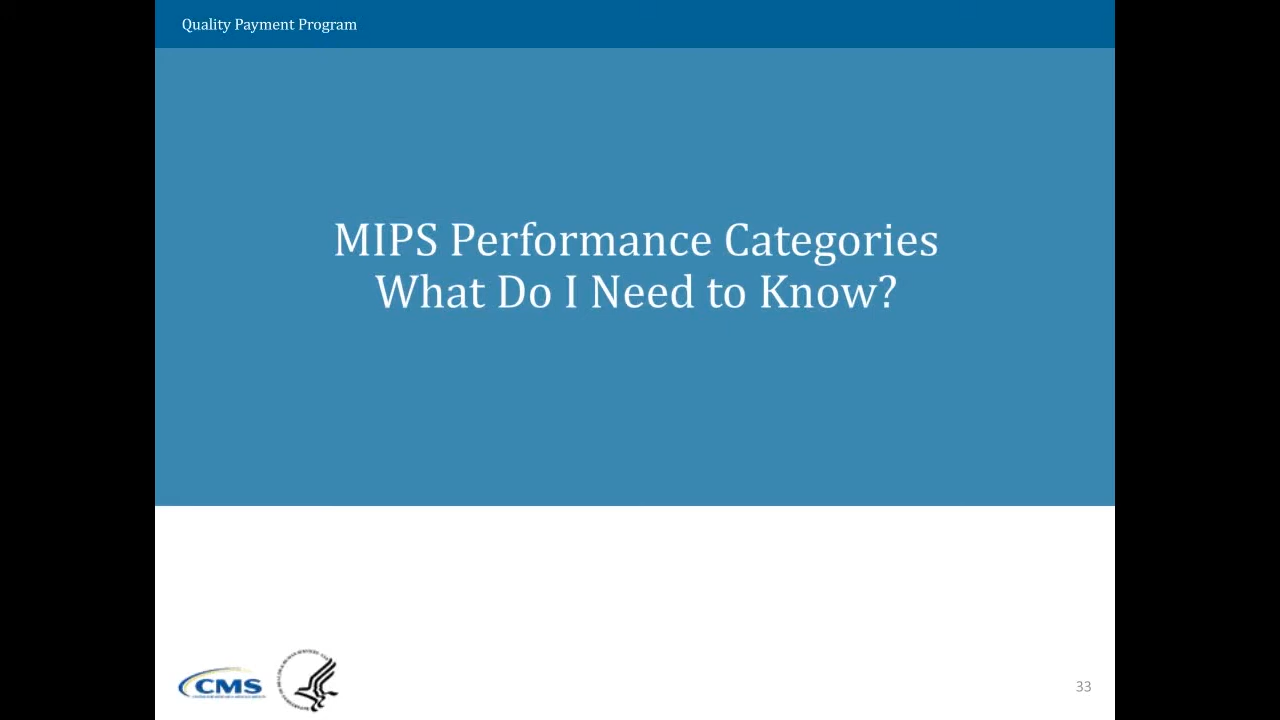 Quality Payment Program
MIPS Performance Categories
What Do I Need to Know?
CMS
33